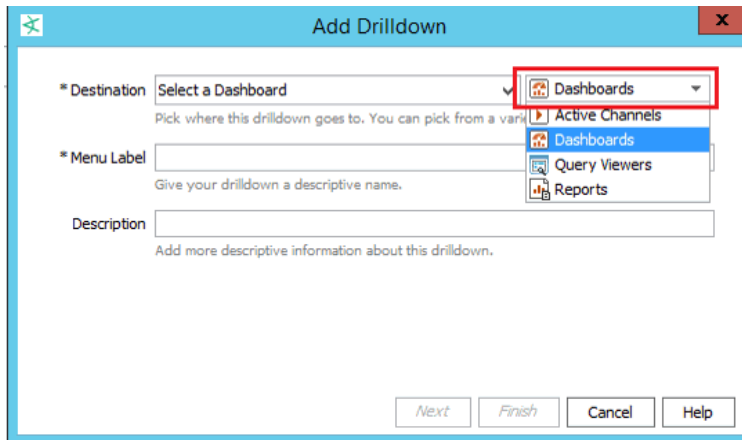 Add Drilldown
x
* Destination Select a Dashboard Dashboards
Pick where this drilldown goes to. You can pick from a vari
Active Channels
Dashboards
Query Viewers
Reports
* Menu Label
Give your drilldown a descriptive name.
Description
Add more descriptive information about this drilldown.
Next Finish Cancel Help